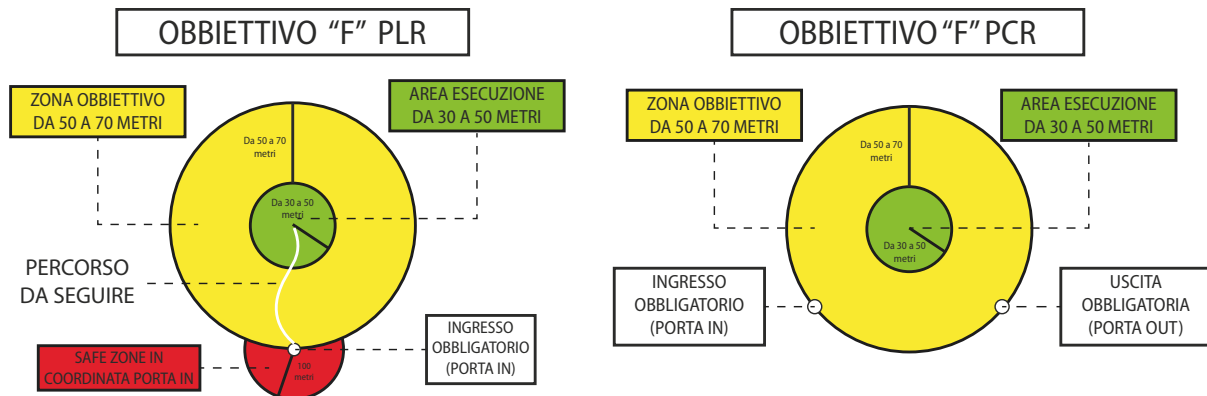 OBBIETTIVO “F” PLR
ZONA OBBIETTIVO
DA 50 A 70 METRI
AREA ESECUZIONE
DA 30 A 50 METRI
Da 50 a 70
metri
Da 30 a 50
metri
PERCORSO
DA SEGUIRE
INGRESSO
OBBLIGATORIO
(PORTA IN)
SAFE ZONE IN
COORDINATA PORTA IN
100
metri
OBBIETTIVO “F” PCR
ZONA OBBIETTIVO
DA 50 A 70 METRI
AREA ESECUZIONE
DA 30 A 50 METRI
Da 50 a 70
metri
Da 30 a 50
metri
INGRESSO
OBBLIGATORIO
(PORTA IN)
USCITA
OBBLIGATORIA
(PORTA OUT)